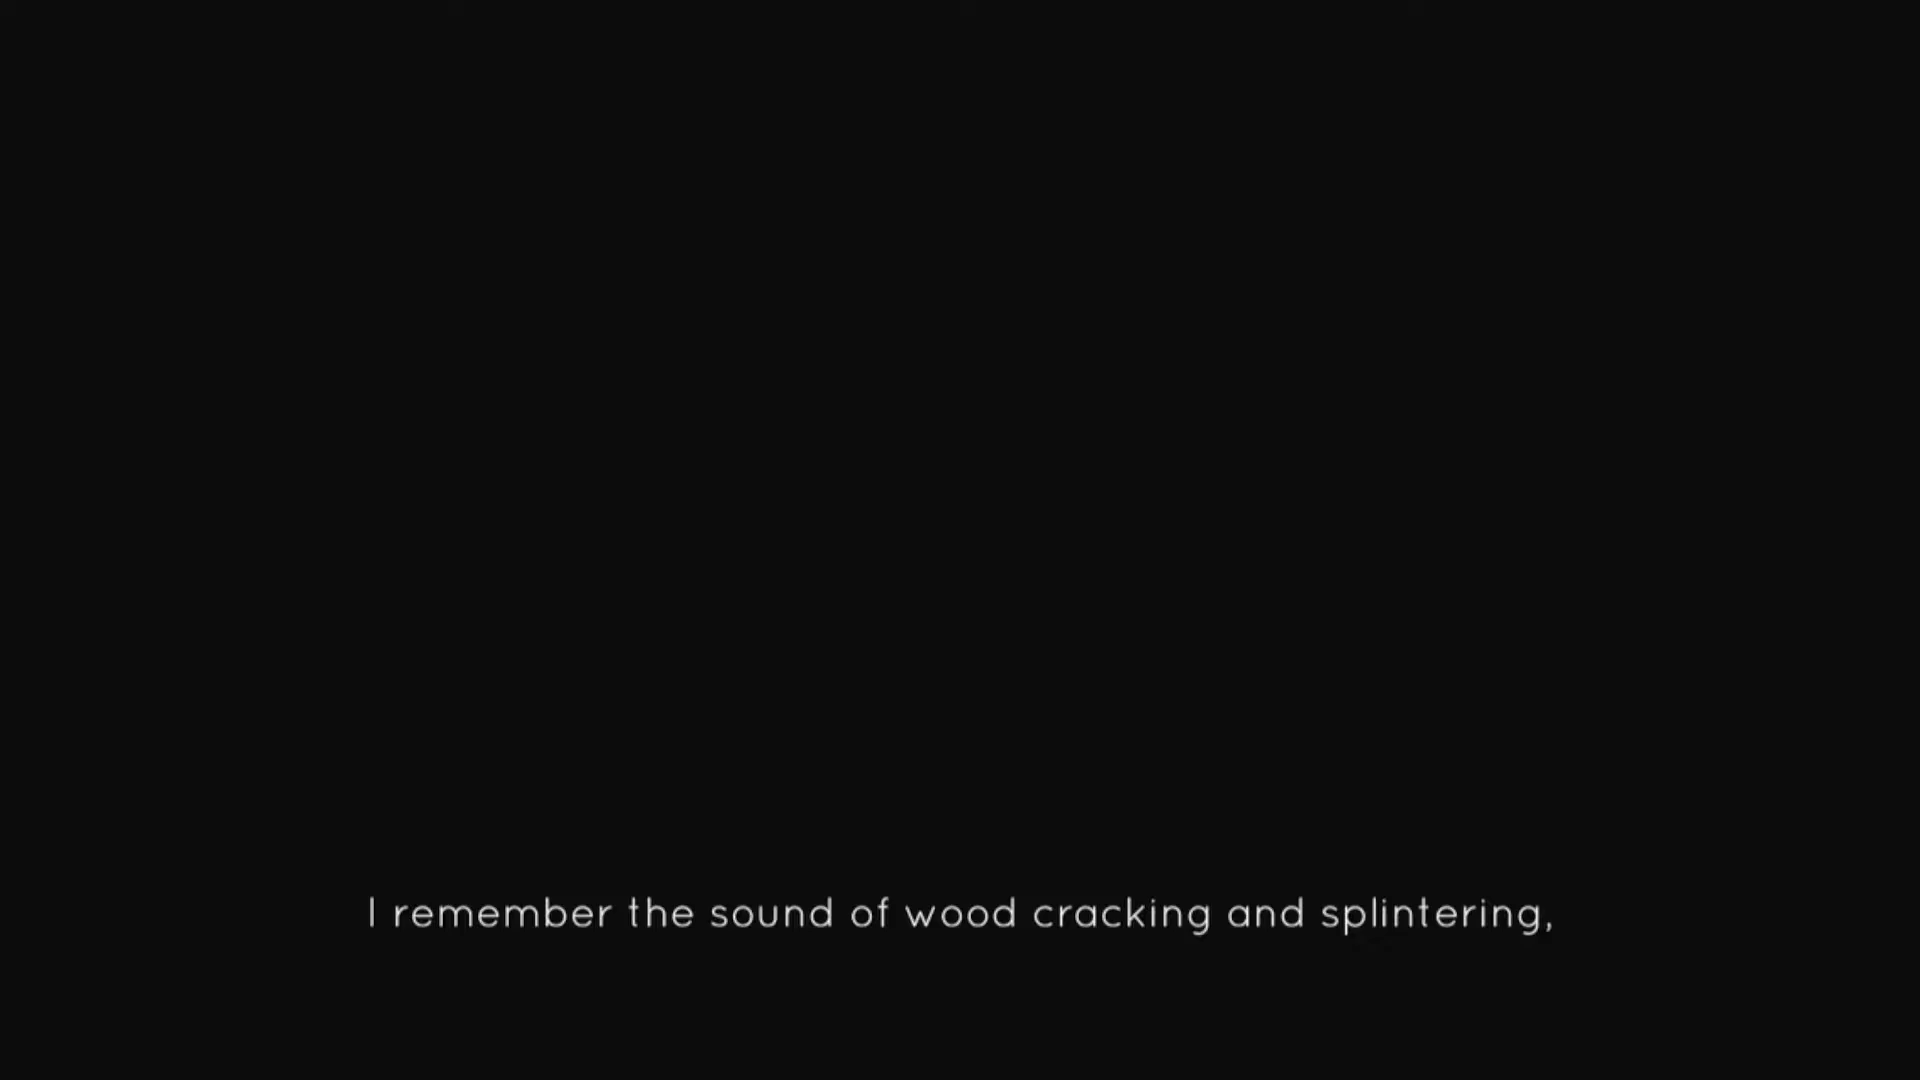 I remember the sound of wood cracking and splintering,